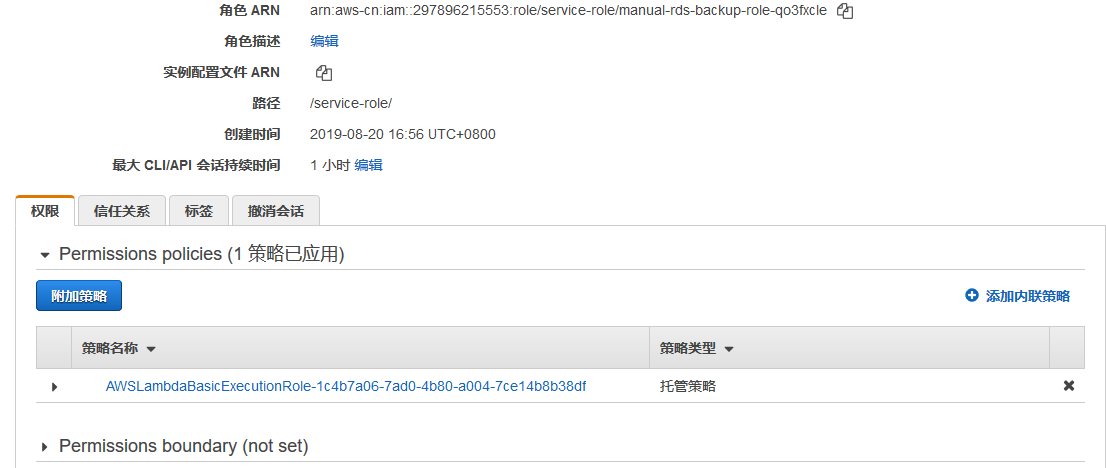 角色 ARN arn:aws-cn:iam::297896215553:role/service-role/manual-rds-backup-role-qo3fxcle
角色描述 编辑
实例配置文件 ARN
路径 /service-role/
创建时间 2019-08-20 16:56 UTC+0800
最大 CLI/API 会话持续时间 1 小时 编辑
权限 信任关系 标签 撤消会话
Permissions policies (1 策略已应用)
附加策略 添加内联策略
策略名称 策略类型
AWSLambdaBasicExecutionRole-1c4b7a06-7ad0-4b80-a004-7ce14b8b38df 托管策略
Permissions boundary (not set)